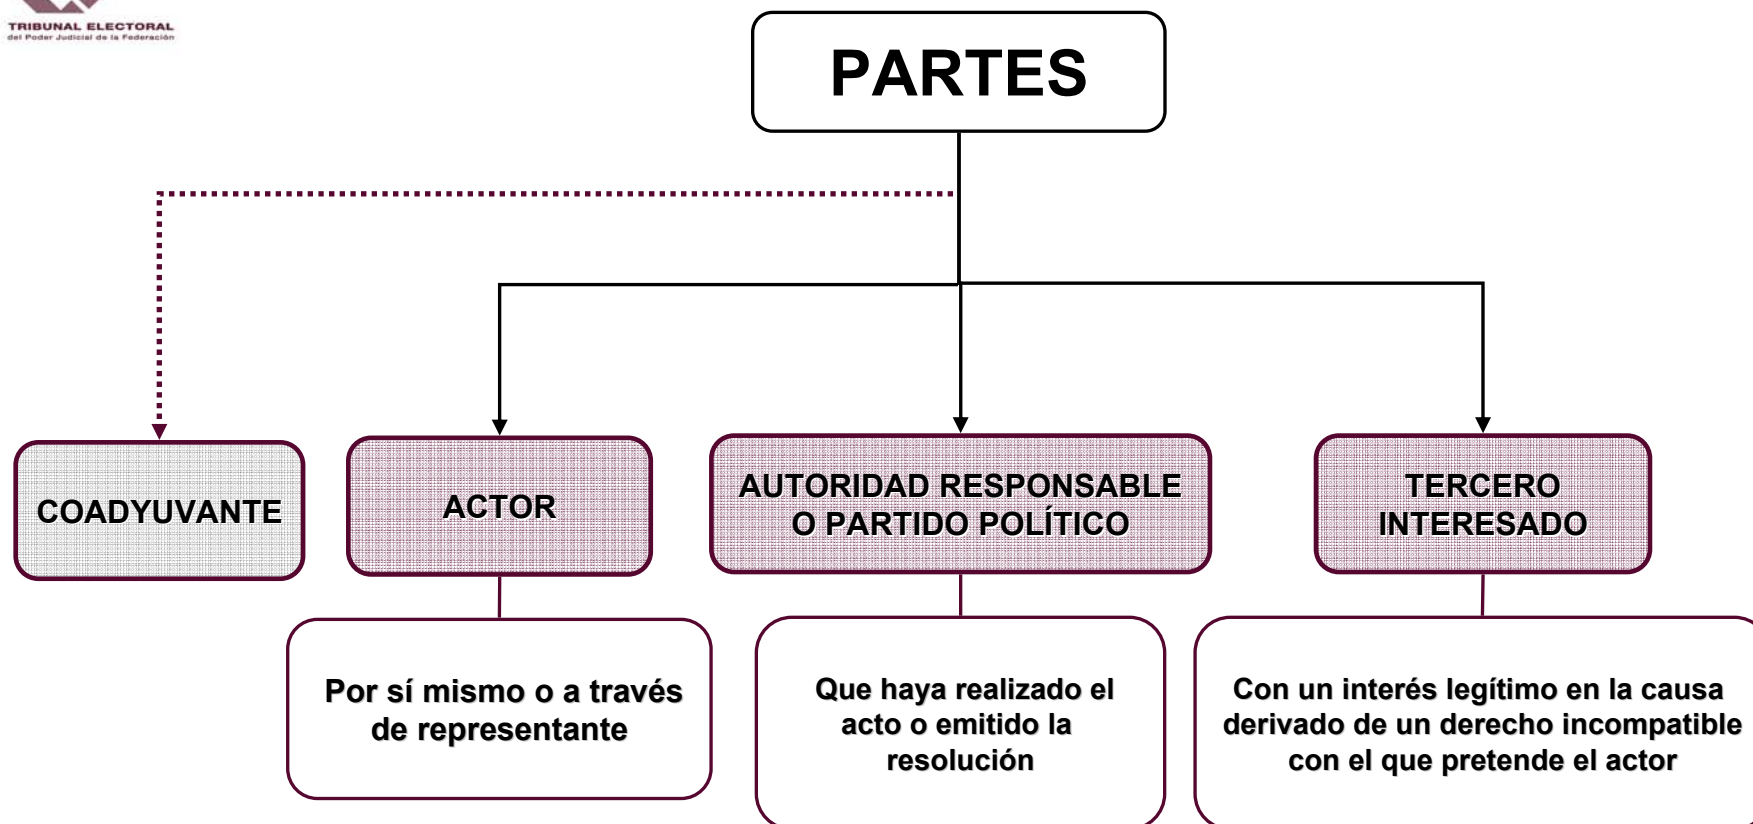 TRIBUNAL ELECTORAL
del Poder Judicial de la Federación
PARTES
COADYUVANTE
ACTOR
AUTORIDAD RESPONSABLE
O PARTIDO POLÍTICO
TERCERO
INTERESADO
Por sí mismo o a través
de representante
Que haya realizado el
acto o emitido la
resolución
Con un interés legítimo en la causa
derivado de un derecho incompatible
con el que pretende el actor